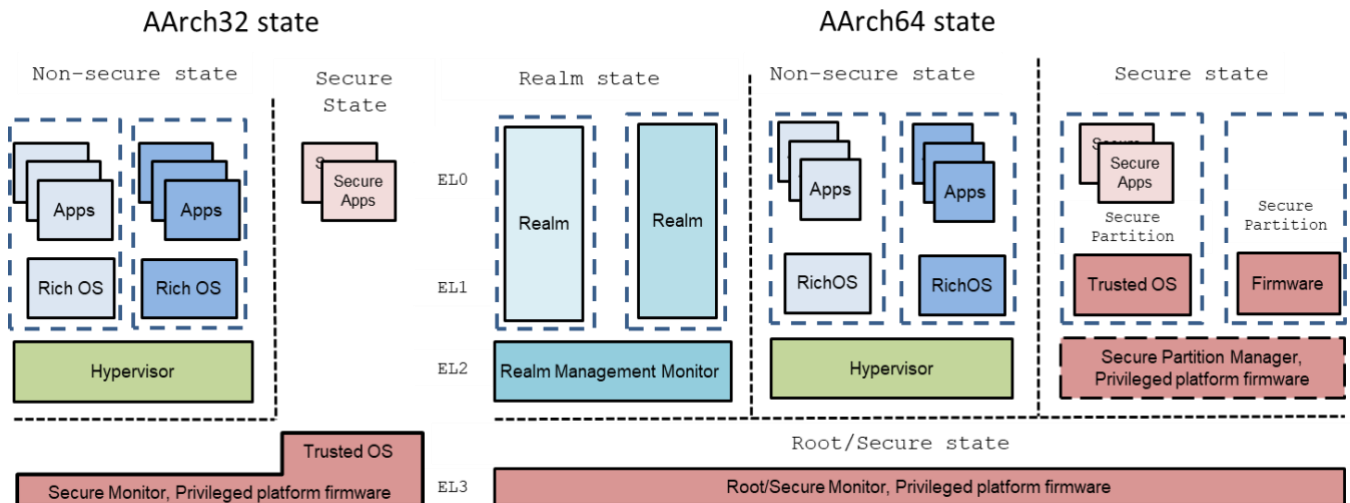 AArch32 state
AArch64 state
Non-secure state
Secure
State
Realm state
Non-secure state
Secure state
Apps
Apps
Secure
Apps
EL0
Realm
Realm
Apps
Apps
Secure
Secure
Apps
Secure
Partition
Secure
Partition
Rich OS
Rich OS
EL1
RichOS
RichOS
Trusted OS
Firmware
Hypervisor
EL2
Realm Management Monitor
Hypervisor
Secure Partition Manager,
Privileged platform firmware
Trusted OS
Root/Secure state
Secure Monitor, Privileged platform firmware
EL3
Root/Secure Monitor, Privileged platform firmware